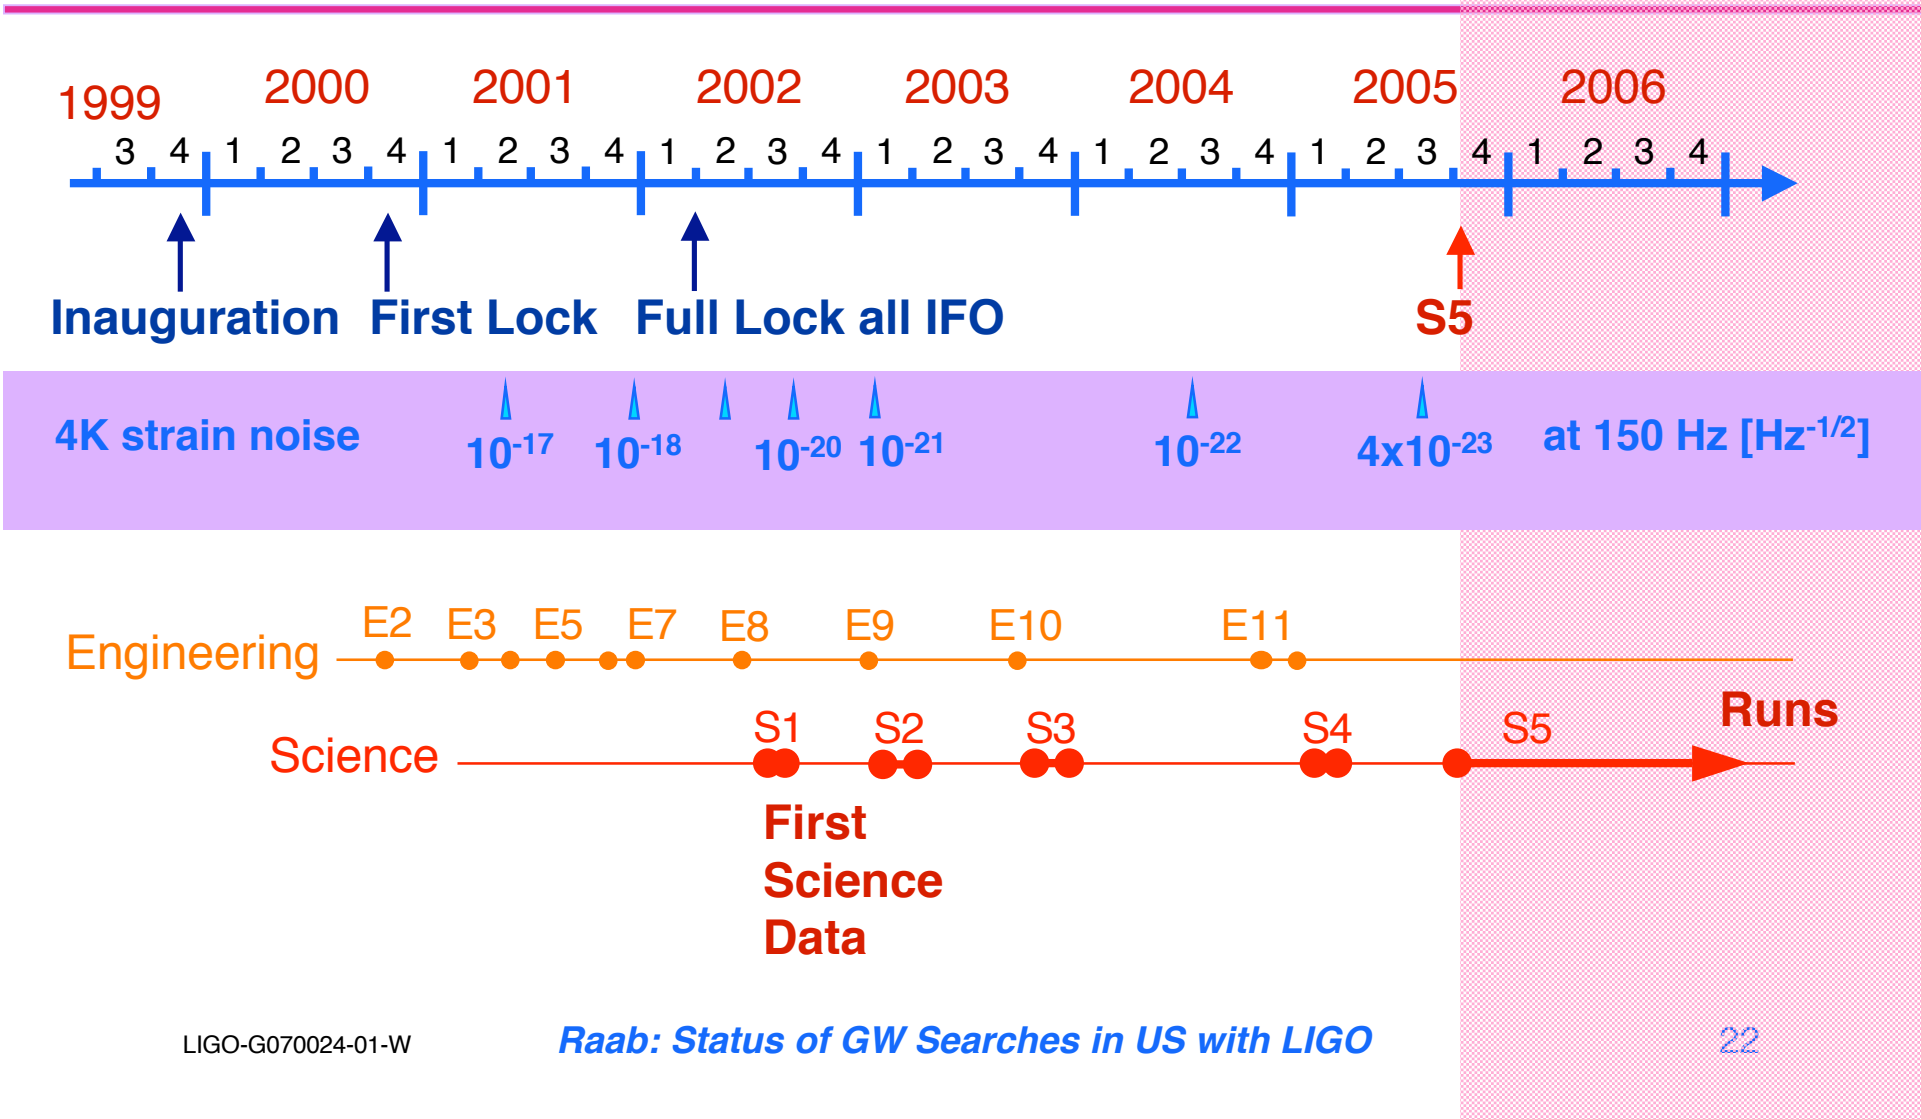 1999 2000 2001 2002 2003 2004 2005 2006
3 4 1 2 3 4 1 2 3 4 1 2 3 4 1 2 3 4 1 2 3 4 1 2 3 4 1 2 3 4
Inauguration First Lock Full Lock all IFO S5
4K strain noise 10-17 10-18 10-20 10-21 10-22 4x10-23 at 150 Hz [Hz-1/2]
E2 E3 E5 E7 E8 E9 E10 E11
Engineering
Runs
S1 S2 S3 S4 S5
Science
First
Science
Data
LIGO-G070024-01-W Raab: Status of GW Searches in US with LIGO 22